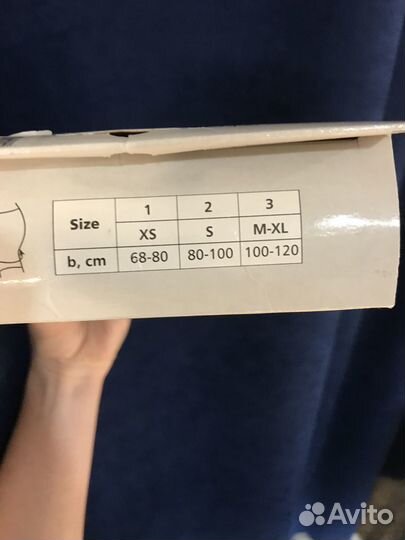 Size 1 2 3
XS S M-XL
b, cm 68-80 80-100 100-120
Avito